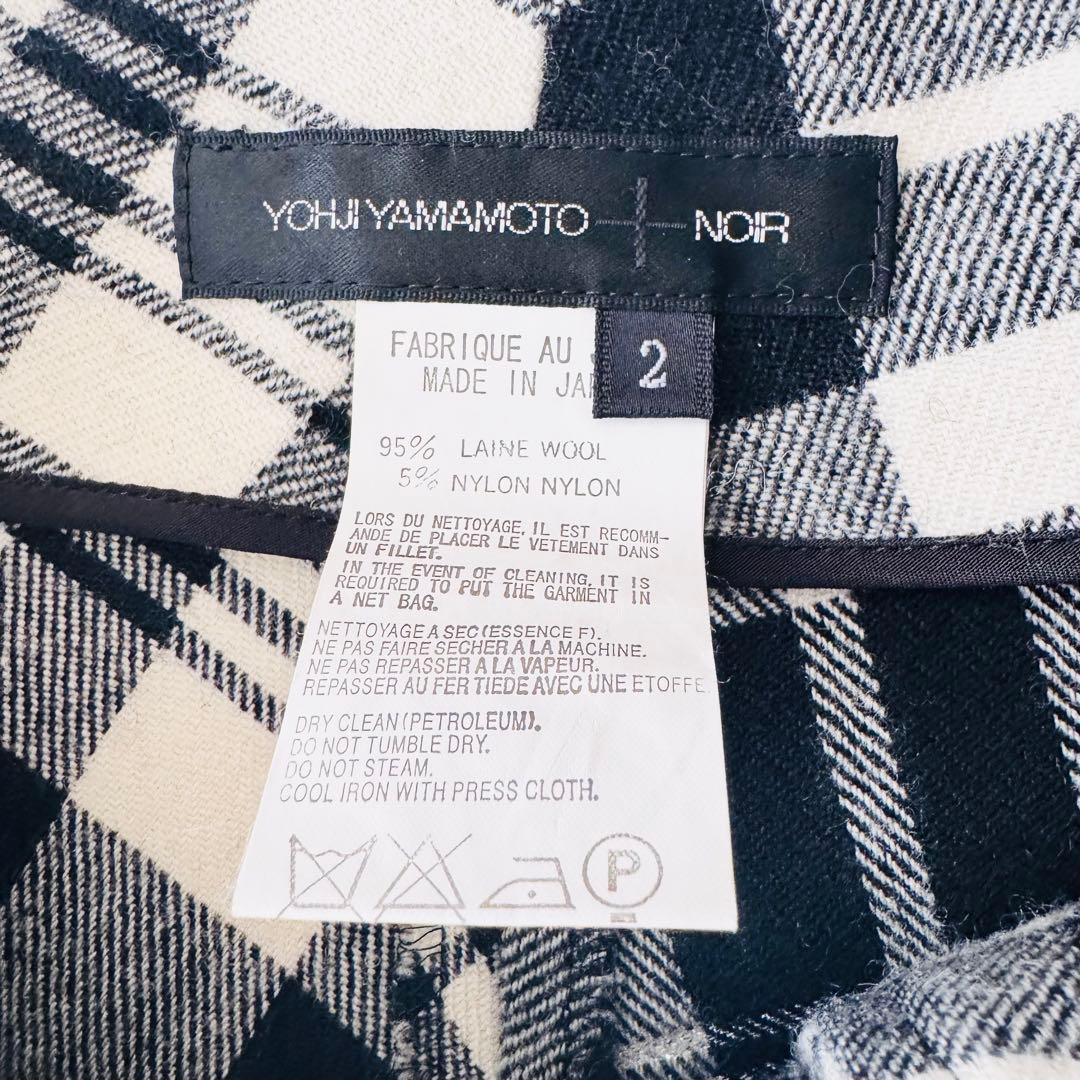 YOHJI YAMAMOTO NOIR
2
FABRIQUE AU
MADE IN
95% LAINE WOOL
5% NYLON NYLON
LORS DU NETTOYAGE, IL EST RECOMM-
ANDE DE PLACER LE VETEMENT DANS
UN FILLET.
IN THE EVENT OF CLEANING, IT IS
REQUIRED TO PUT THE GARMENT IN
A NET BAG.
NETTOYAGE A SEC (ESSENCE F).
NE PAS FAIRE SECHER A LA MACHINE.
NE PAS REPASSER A LA VAPEUR.
REPASSER AU FER TIEDE AVEC UNE ETOFFE
DRY CLEAN (PETROLEUM).
DO NOT TUMBLE DRY.
DO NOT STEAM.
COOL IRON WITH PRESS CLOTH.
P